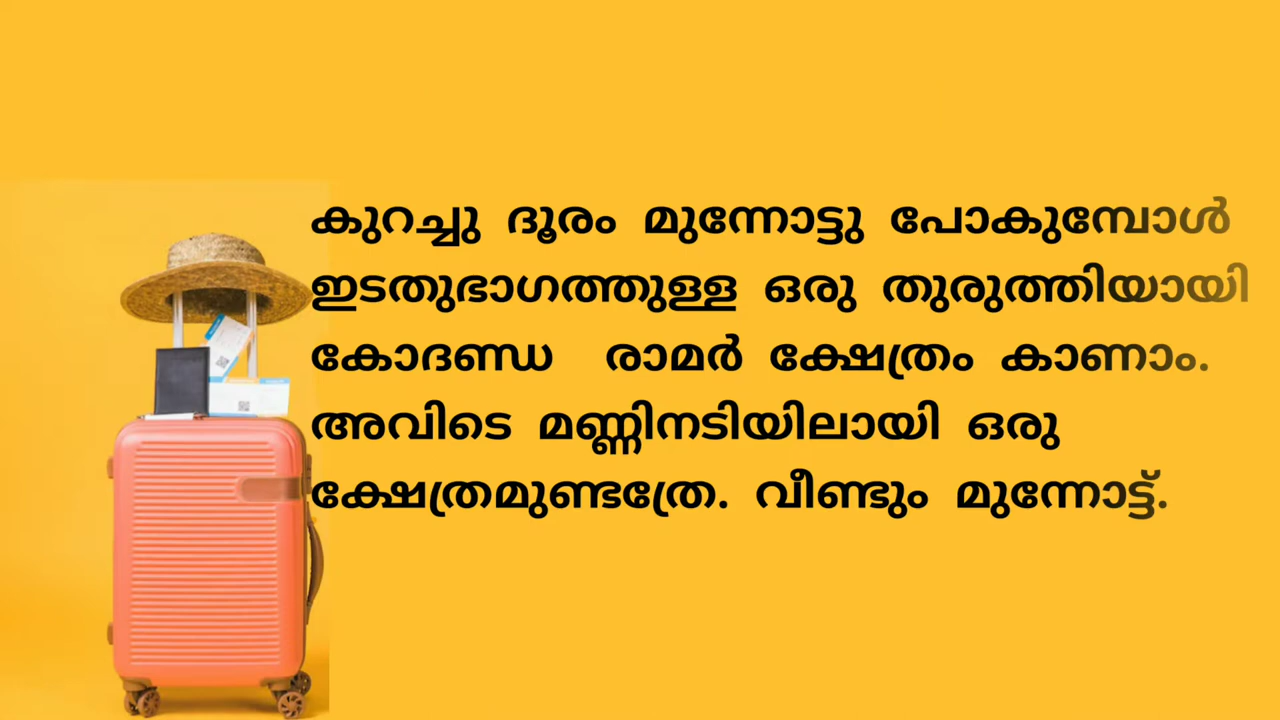 കുറച്ചു ദൂരം മുന്നോട്ടു പോകുമ്പോൾ
ഇടതുഭാഗത്തുള്ള ഒരു തുരുത്തിയായി
കോദണ്ഡ രാമർ ക്ഷേത്രം കാണാം.
അവിടെ മണ്ണിനടിയിലായി ഒരു
ക്ഷേത്രമുണ്ടത്രേ. വീണ്ടും മുന്നോട്ട്.